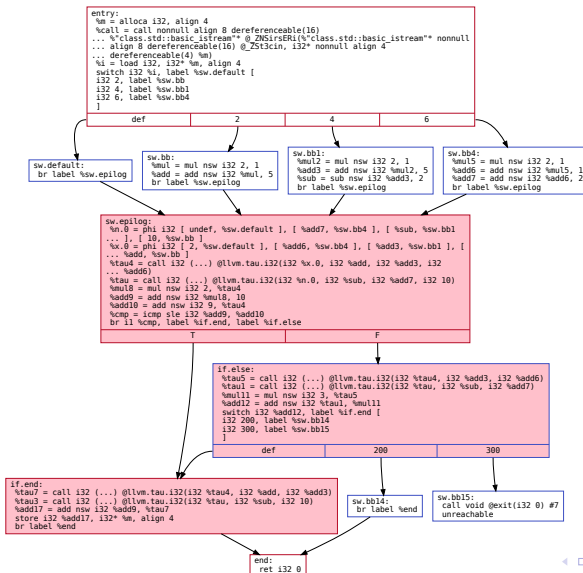 entry:
%m = alloca i32, align 4
%call = call nonnull align 8 dereferenceable(16)
... %"class.std::basic_istream"* @_ZNSirsERi(%"class.std::basic_istream"* nonnull
... align 8 dereferenceable(16) @_ZSt3cin, i32* nonnull align 4
... dereferenceable(4) %m)
%i = load i32, i32* %m, align 4
switch i32 %i, label %sw.default [
i32 2, label %sw.bb
i32 4, label %sw.bb1
i32 6, label %sw.bb4
]
def 2 4 6
sw.default:
br label %sw.epilog
sw.bb:
%mul = mul nsw i32 2, 1
%add = add nsw i32 %mul, 5
br label %sw.epilog
sw.bb1:
%mul2 = mul nsw i32 2, 1
%add3 = add nsw i32 %mul2, 5
%sub = sub nsw i32 %add3, 2
br label %sw.epilog
sw.bb4:
%mul5 = mul nsw i32 2, 1
%add6 = add nsw i32 %mul5, 1
%add7 = add nsw i32 %add6, 2
br label %sw.epilog
sw.epilog:
%n.0 = phi i32 [ undef, %sw.default ], [ %add7, %sw.bb4 ], [ %sub, %sw.bb1
... ], [ 10, %sw.bb ]
%x.0 = phi i32 [ 2, %sw.default ], [ %add6, %sw.bb4 ], [ %add3, %sw.bb1 ], [
... %add, %sw.bb ]
%tau4 = call i32 (...) @llvm.tau.i32(i32 %x.0, i32 %add, i32 %add3, i32
... %add6)
%tau = call i32 (...) @llvm.tau.i32(i32 %n.0, i32 %sub, i32 %add7, i32 10)
%mul8 = mul nsw i32 2, %tau4
%add9 = add nsw i32 %mul8, 10
%add10 = add nsw i32 9, %tau4
%cmp = icmp sle i32 %add9, %add10
br i1 %cmp, label %if.end, label %if.else
T F
if.else:
%tau5 = call i32 (...) @llvm.tau.i32(i32 %tau4, i32 %add3, i32 %add6)
%tau1 = call i32 (...) @llvm.tau.i32(i32 %tau, i32 %sub, i32 %add7)
%mul11 = mul nsw i32 3, %tau5
%add12 = add nsw i32 %tau1, %mul11
switch i32 %add12, label %if.end [
i32 200, label %sw.bb14
i32 300, label %sw.bb15
]
def 200 300
if.end:
%tau7 = call i32 (...) @llvm.tau.i32(i32 %tau4, i32 %add, i32 %add3)
%tau3 = call i32 (...) @llvm.tau.i32(i32 %tau, i32 %sub, i32 10)
%add17 = add nsw i32 %add9, %tau7
store i32 %add17, i32* %m, align 4
br label %end
sw.bb14:
br label %end
sw.bb15:
call void @exit(i32 0) #7
unreachable
end:
ret i32 0